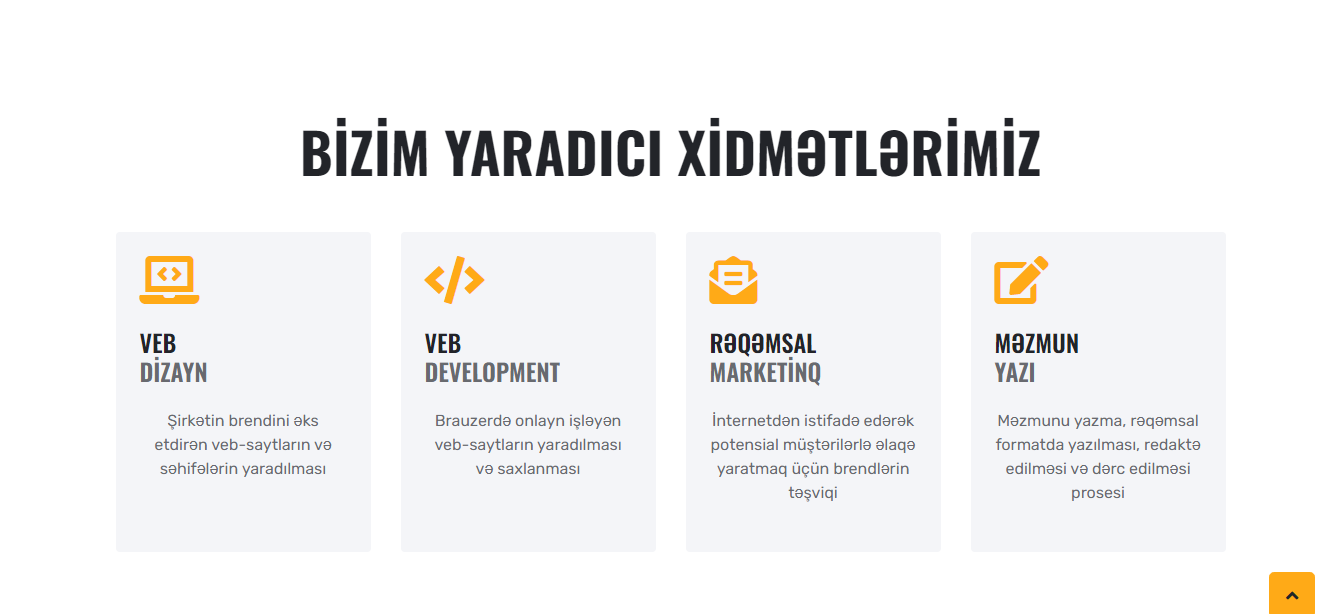 BİZİM YARADICI XİDMƏTLƏRİMİZ
VEB
DİZAYN
Şirkətin brendini əks
etdirən veb-saytların və
səhifələrin yaradılması
VEB
DEVELOPMENT
Brauzerdə onlayn işləyən
veb-saytların yaradılması
və saxlanması
RƏQƏMSAL
MARKETİNQ
İnternetdən istifadə edərək
potensial müştərilərlə əlaqə
yaratmaq üçün brendlərin
təşviqi
MƏZMUN
YAZI
Məzmunu yazma, rəqəmsal
formatda yazılması, redaktə
edilməsi və dərc edilməsi
prosesi